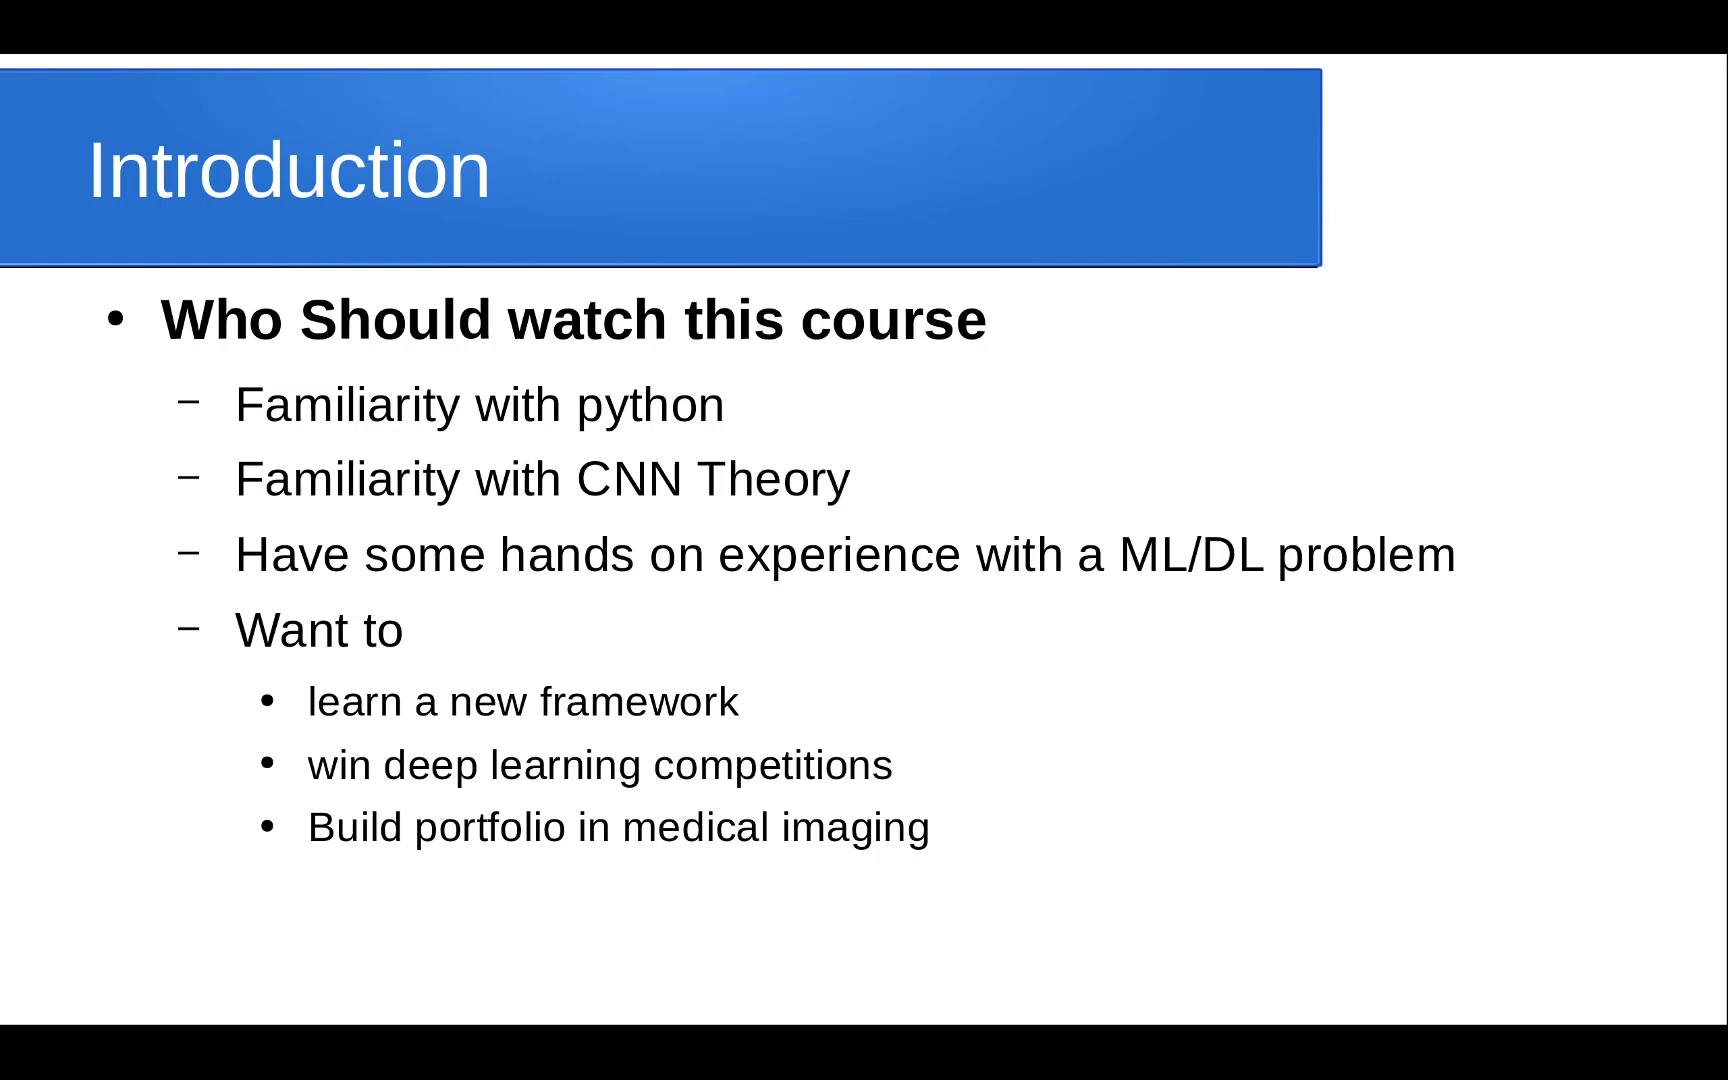 Introduction
• Who Should watch this course
– Familiarity with python
– Familiarity with CNN Theory
– Have some hands on experience with a ML/DL problem
– Want to
• learn a new framework
• win deep learning competitions
• Build portfolio in medical imaging